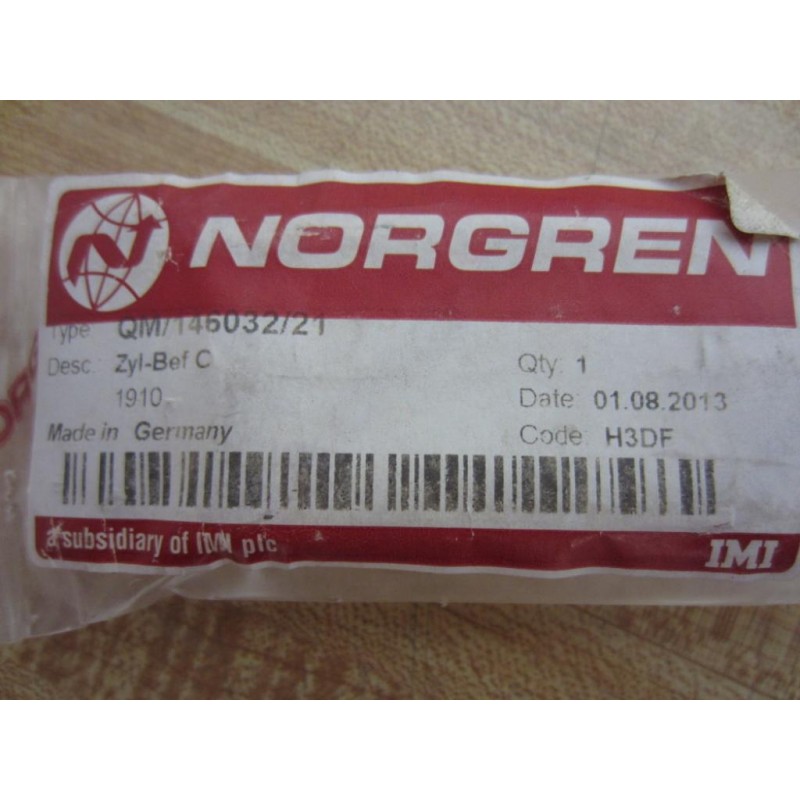 NORGREN
Type: QM/146032/21
Desc.: Zyl-Bef C
Qty: 1
1910
Date: 01.08.2013
Made in Germany
Code: H3DF
a subsidiary of IMI plc
IMI
NORGREN